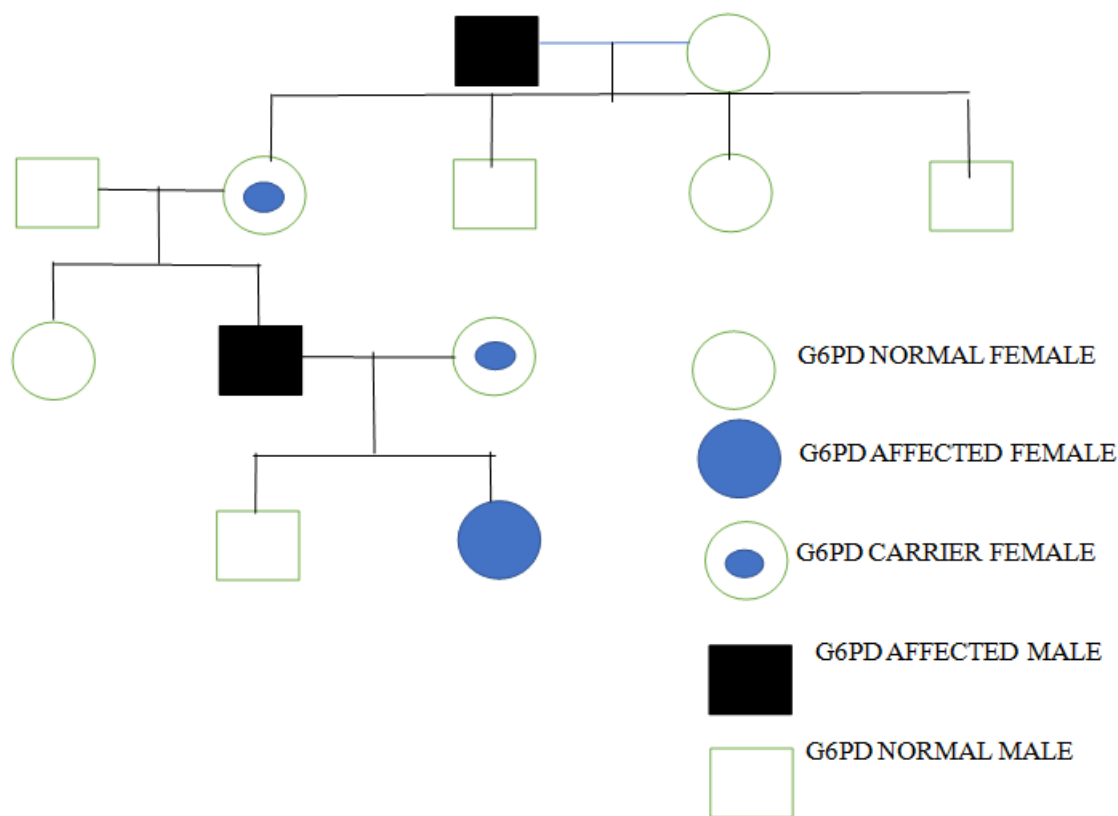 G6PD NORMAL FEMALE
G6PD AFFECTED FEMALE
G6PD CARRIER FEMALE
G6PD AFFECTED MALE
G6PD NORMAL MALE